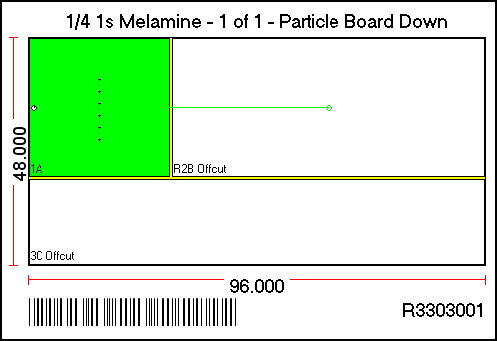 1/4 1s Melamine - 1 of 1 - Particle Board Down
48.000
1A
R2B Offcut
3C Offcut
96.000
R3303001